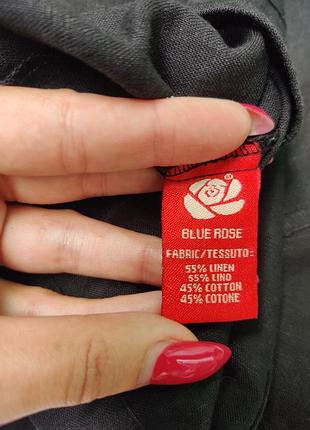 ®
BLUE ROSE
FABRIC/TESSUTO=
55% LINEN
55% LINO
45% COTTON
45% COTONE